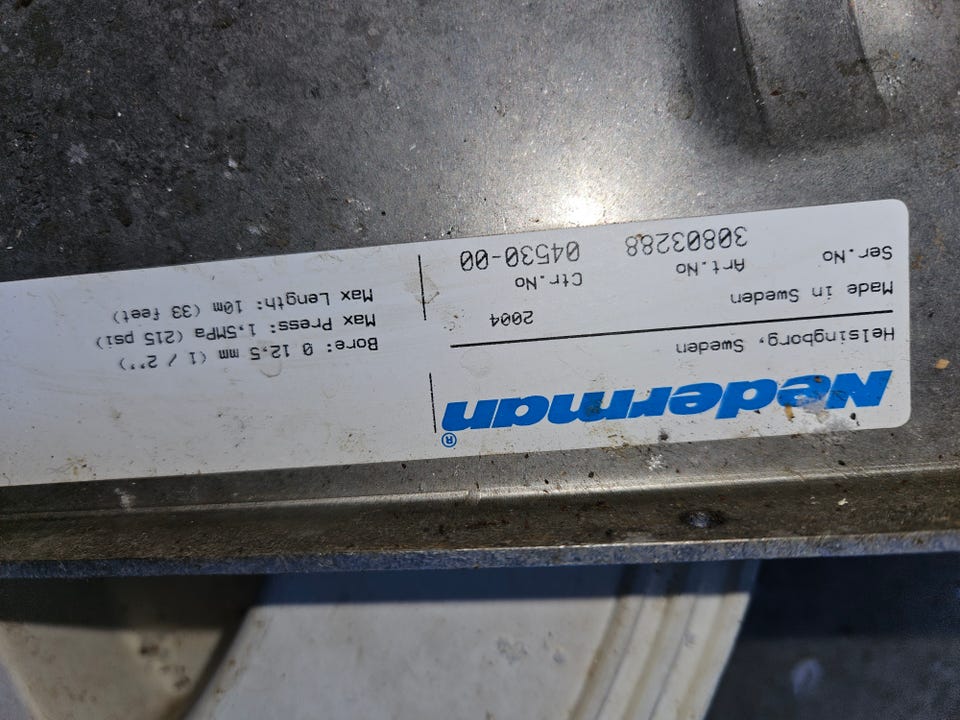 Nederman®
Helsingborg, Sweden
Made in Sweden 2004
Ser.No Art.No Ctr.No
30803288 04530-00
Bore: Ø 12,5 mm (1 / 2'')
Max Press: 1,5MPa (215 psi)
Max Length: 10m (33 feet)